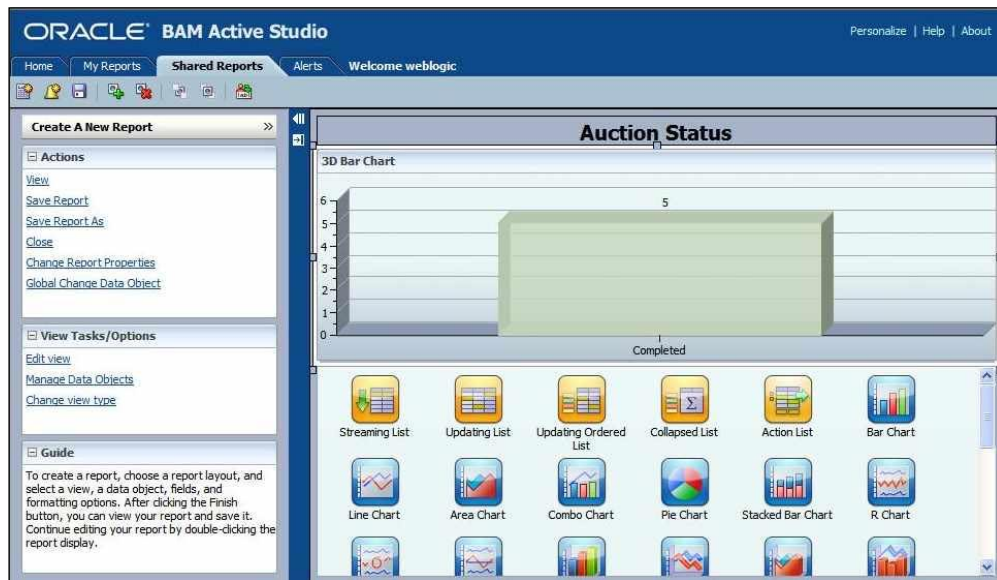 ORACLE BAM Active Studio
Personalize | Help | About
Home My Reports Shared Reports Alerts Welcome weblogic
Create A New Report »
Actions
View
Save Report
Save Report As
Close
Change Report Properties
Global Change Data Object
View Tasks/Options
Edit view
Manage Data Objects
Change view type
Guide
To create a report, choose a report layout, and
select a view, a data object, fields, and
formatting options. After clicking the Finish
button, you can view your report and save it.
Continue editing your report by double-clicking the
report display.
Auction Status
3D Bar Chart
6
5
4
3
2
1
0
5
Completed
Streaming List Updating List Updating Ordered List Collapsed List Action List Bar Chart
Line Chart Area Chart Combo Chart Pie Chart Stacked Bar Chart R Chart